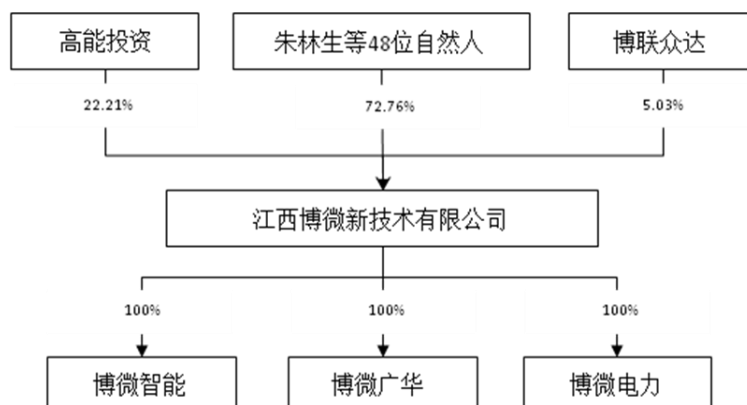 高能投资
朱林生等48位自然人
博联众达
22.21%
72.76%
5.03%
江西博微新技术有限公司
100%
100%
100%
博微智能
博微广华
博微电力